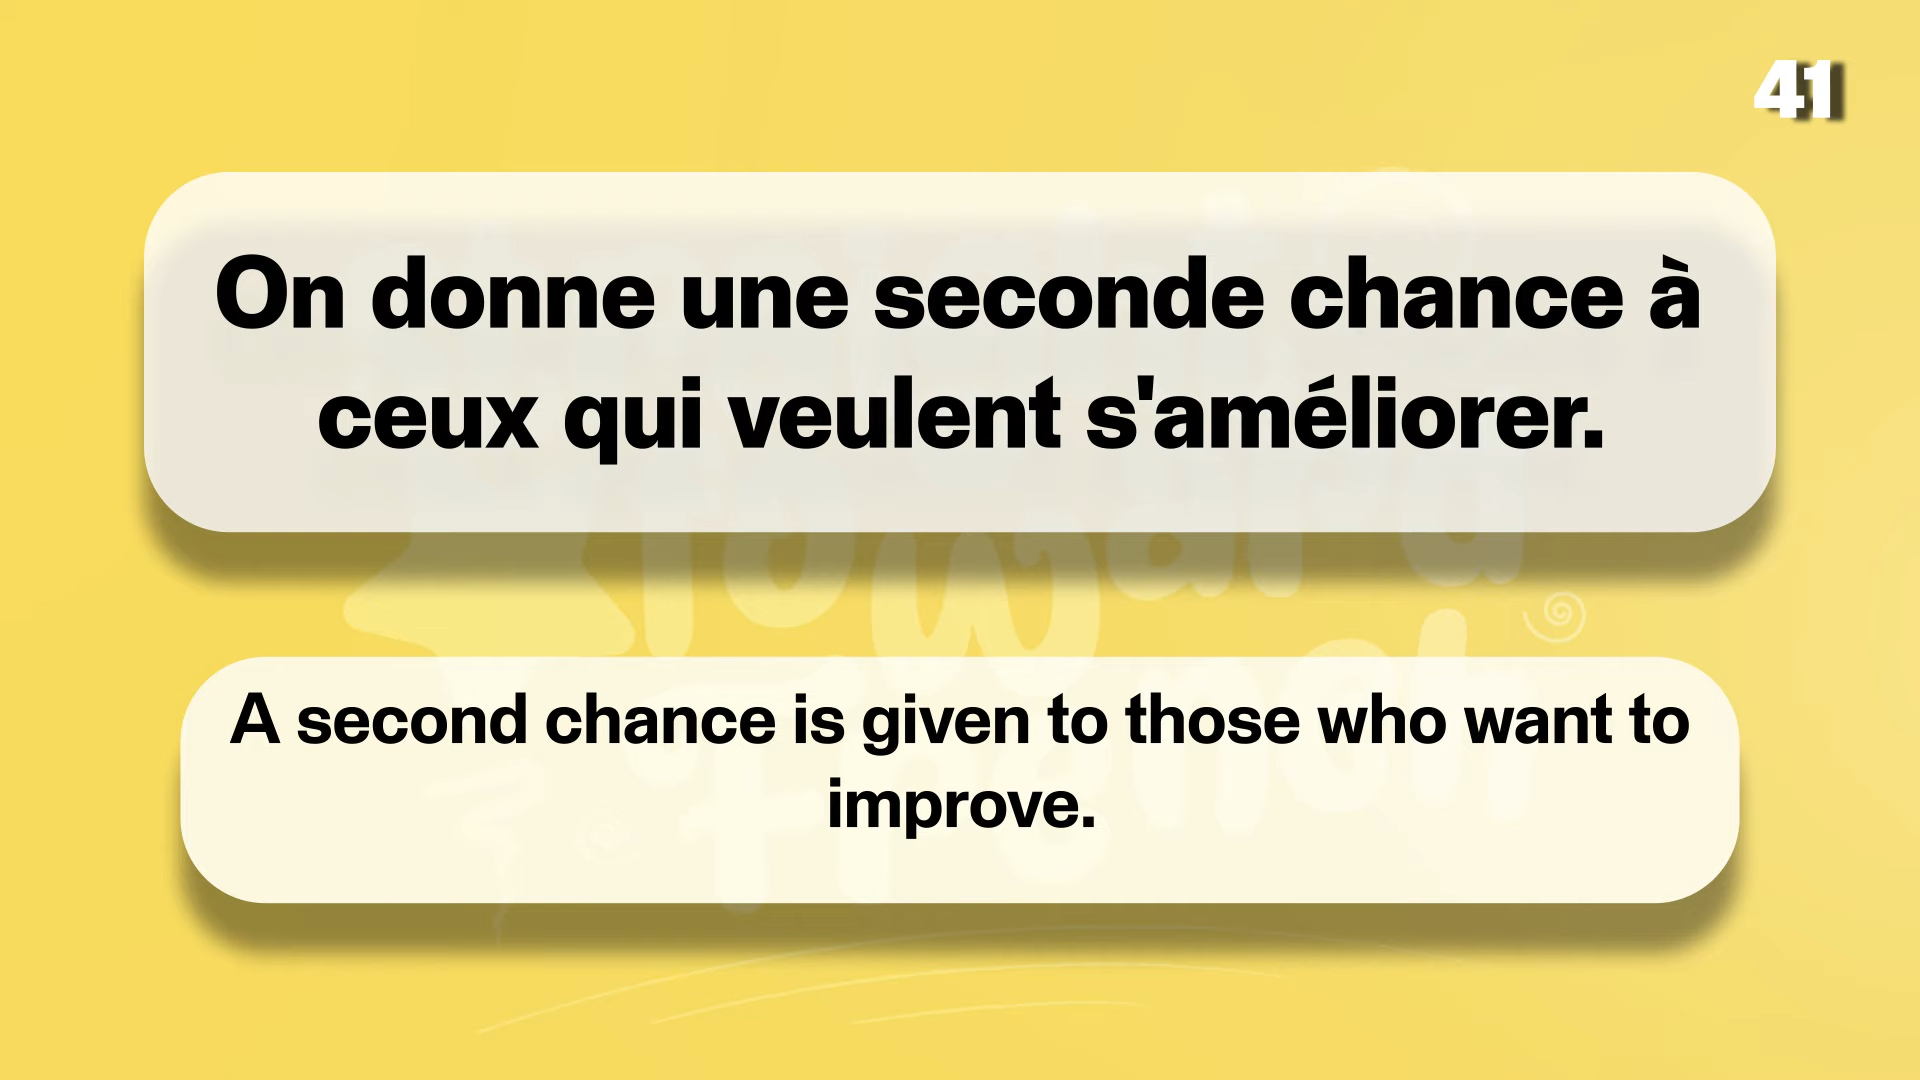 41
On donne une seconde chance à
ceux qui veulent s'améliorer.
A second chance is given to those who want to
improve.